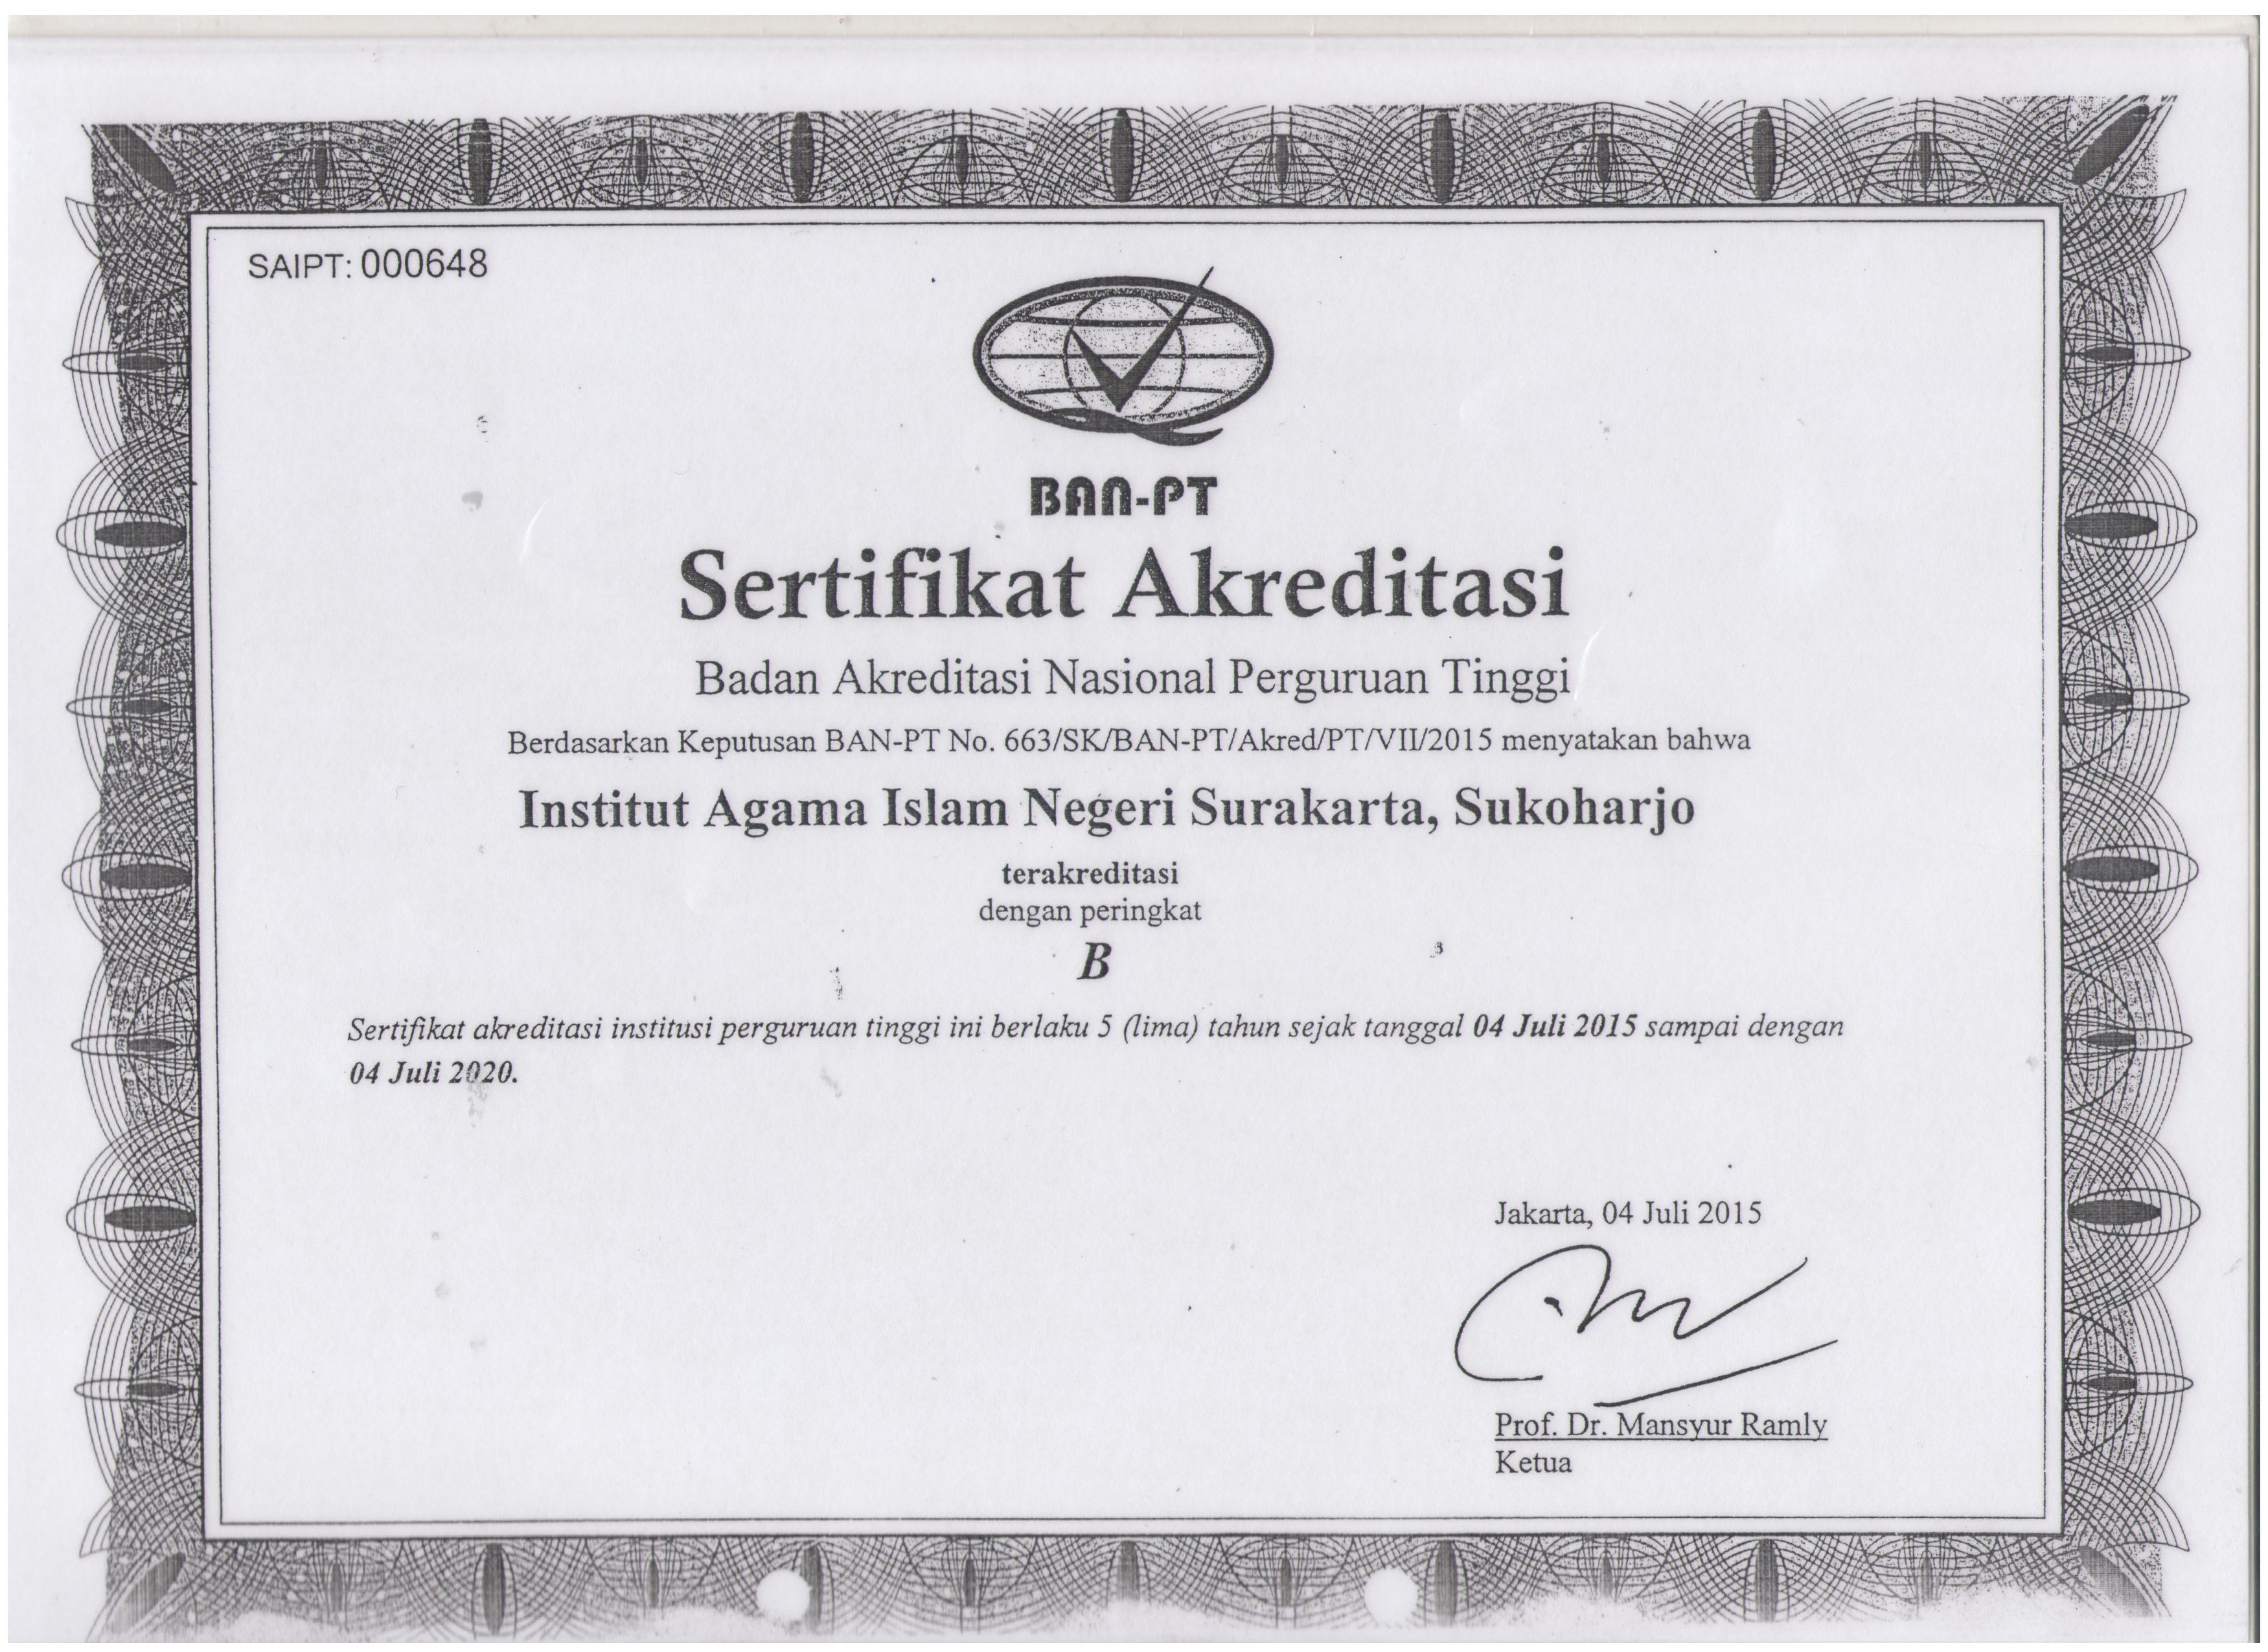 SAIPT: 000648
BAN-PT
Sertifikat Akreditasi
Badan Akreditasi Nasional Perguruan Tinggi
Berdasarkan Keputusan BAN-PT No. 663/SK/BAN-PT/Akred/PT/VII/2015 menyatakan bahwa
Institut Agama Islam Negeri Surakarta, Sukoharjo
terakreditasi
dengan peringkat
B
Sertifikat akreditasi institusi perguruan tinggi ini berlaku 5 (lima) tahun sejak tanggal 04 Juli 2015 sampai dengan
04 Juli 2020.
Jakarta, 04 Juli 2015
Prof. Dr. Mansyur Ramly
Ketua